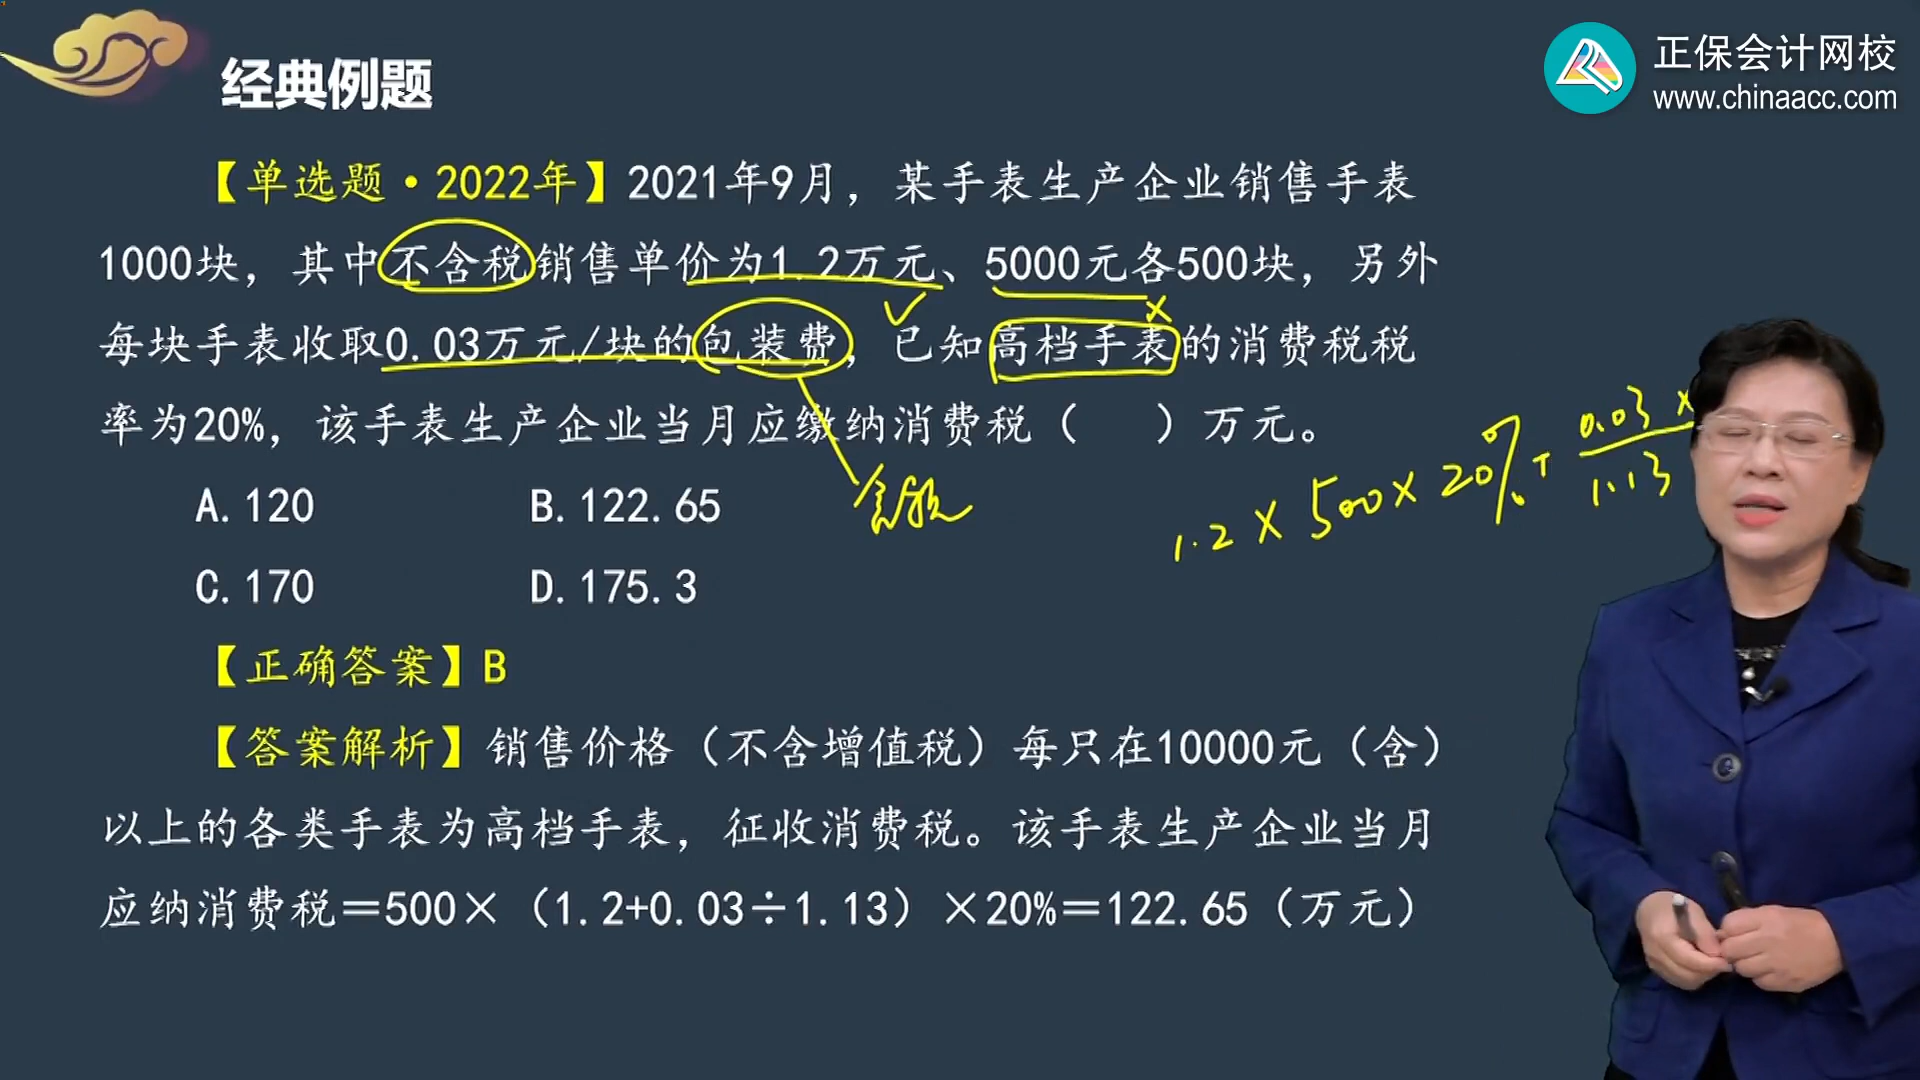 经典例题
正保会计网校
www.chinaacc.com
【单选题·2022年】2021年9月，某手表生产企业销售手表
1000块，其中不含税销售单价为1.2万元、5000元各500块，另外
每块手表收取0.03万元/块的包装费，已知高档手表的消费税税
率为20%，该手表生产企业当月应缴纳消费税（　　）万元。
A.120　　B.122.65
C.170　　D.175.3
含税
1.2×500×20%+0.03×
1.13
【正确答案】B
【答案解析】销售价格（不含增值税）每只在10000元（含）
以上的各类手表为高档手表，征收消费税。该手表生产企业当月
应纳消费税＝500×（1.2+0.03÷1.13）×20%＝122.65（万元）